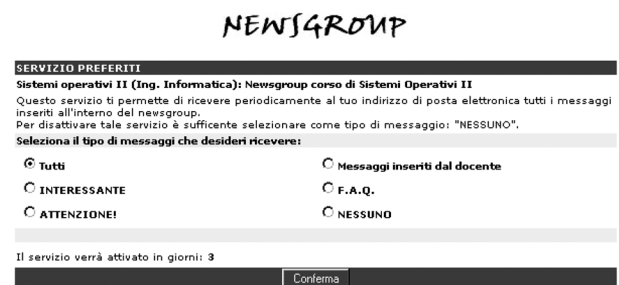 NEWSGROUP
SERVIZIO PREFERITI
Sistemi operativi II (Ing. Informatica): Newsgroup corso di Sistemi Operativi II
Questo servizio ti permette di ricevere periodicamente al tuo indirizzo di posta elettronica tutti i messaggi
inseriti all'interno del newsgroup.
Per disattivare tale servizio è sufficente selezionare come tipo di messaggio: "NESSUNO".
Seleziona il tipo di messaggi che desideri ricevere:
Tutti
Messaggi inseriti dal docente
INTERESSANTE
F.A.Q.
ATTENZIONE!
NESSUNO
Il servizio verrà attivato in giorni: 3
Conferma